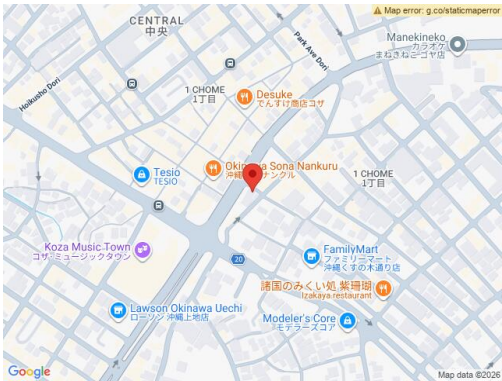 Map error: g.co/staticmaperror
CENTRAL
中央
Park Ave Dori
Manekineko
カラオケ
まねきねこ ゴヤ店
Hoikusho Dori
1 CHOME
1丁目
Desuke
でんすけ商店コザ
Okinawa Sona Nankuru
ナンクル
1 CHOME
1丁目
Tesio
TESIO
Koza Music Town
コザ・ミュージックタウン
20
FamilyMart
ファミリーマート
沖縄くすの木通り店
諸国のみくい処 紫珊瑚
Izakaya restaurant
Lawson Okinawa Uechi
ローソン 沖縄上地店
Modeler's Core
モデラーズコア
Google
Map data ©2026